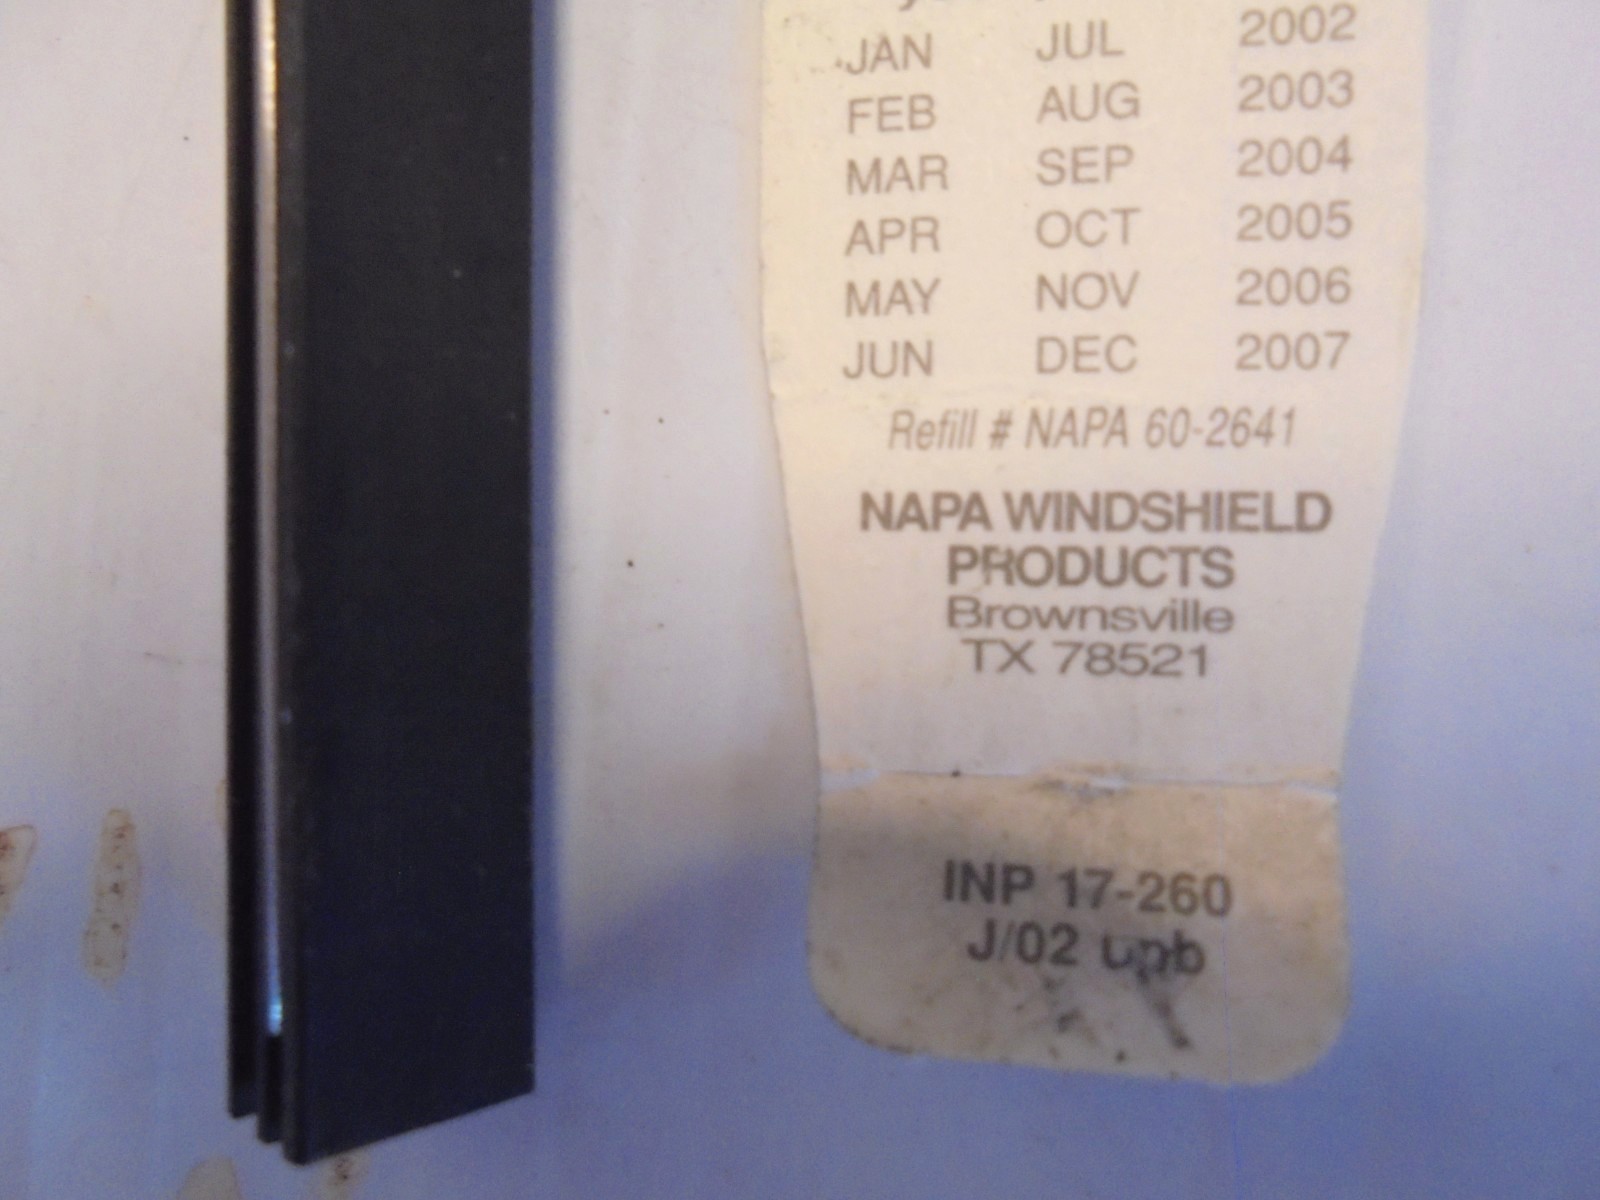 JAN JUL 2002
FEB AUG 2003
MAR SEP 2004
APR OCT 2005
MAY NOV 2006
JUN DEC 2007
Refill # NAPA 60-2641
NAPA WINDSHIELD
PRODUCTS
Brownsville
TX 78521
INP 17-260
J/02